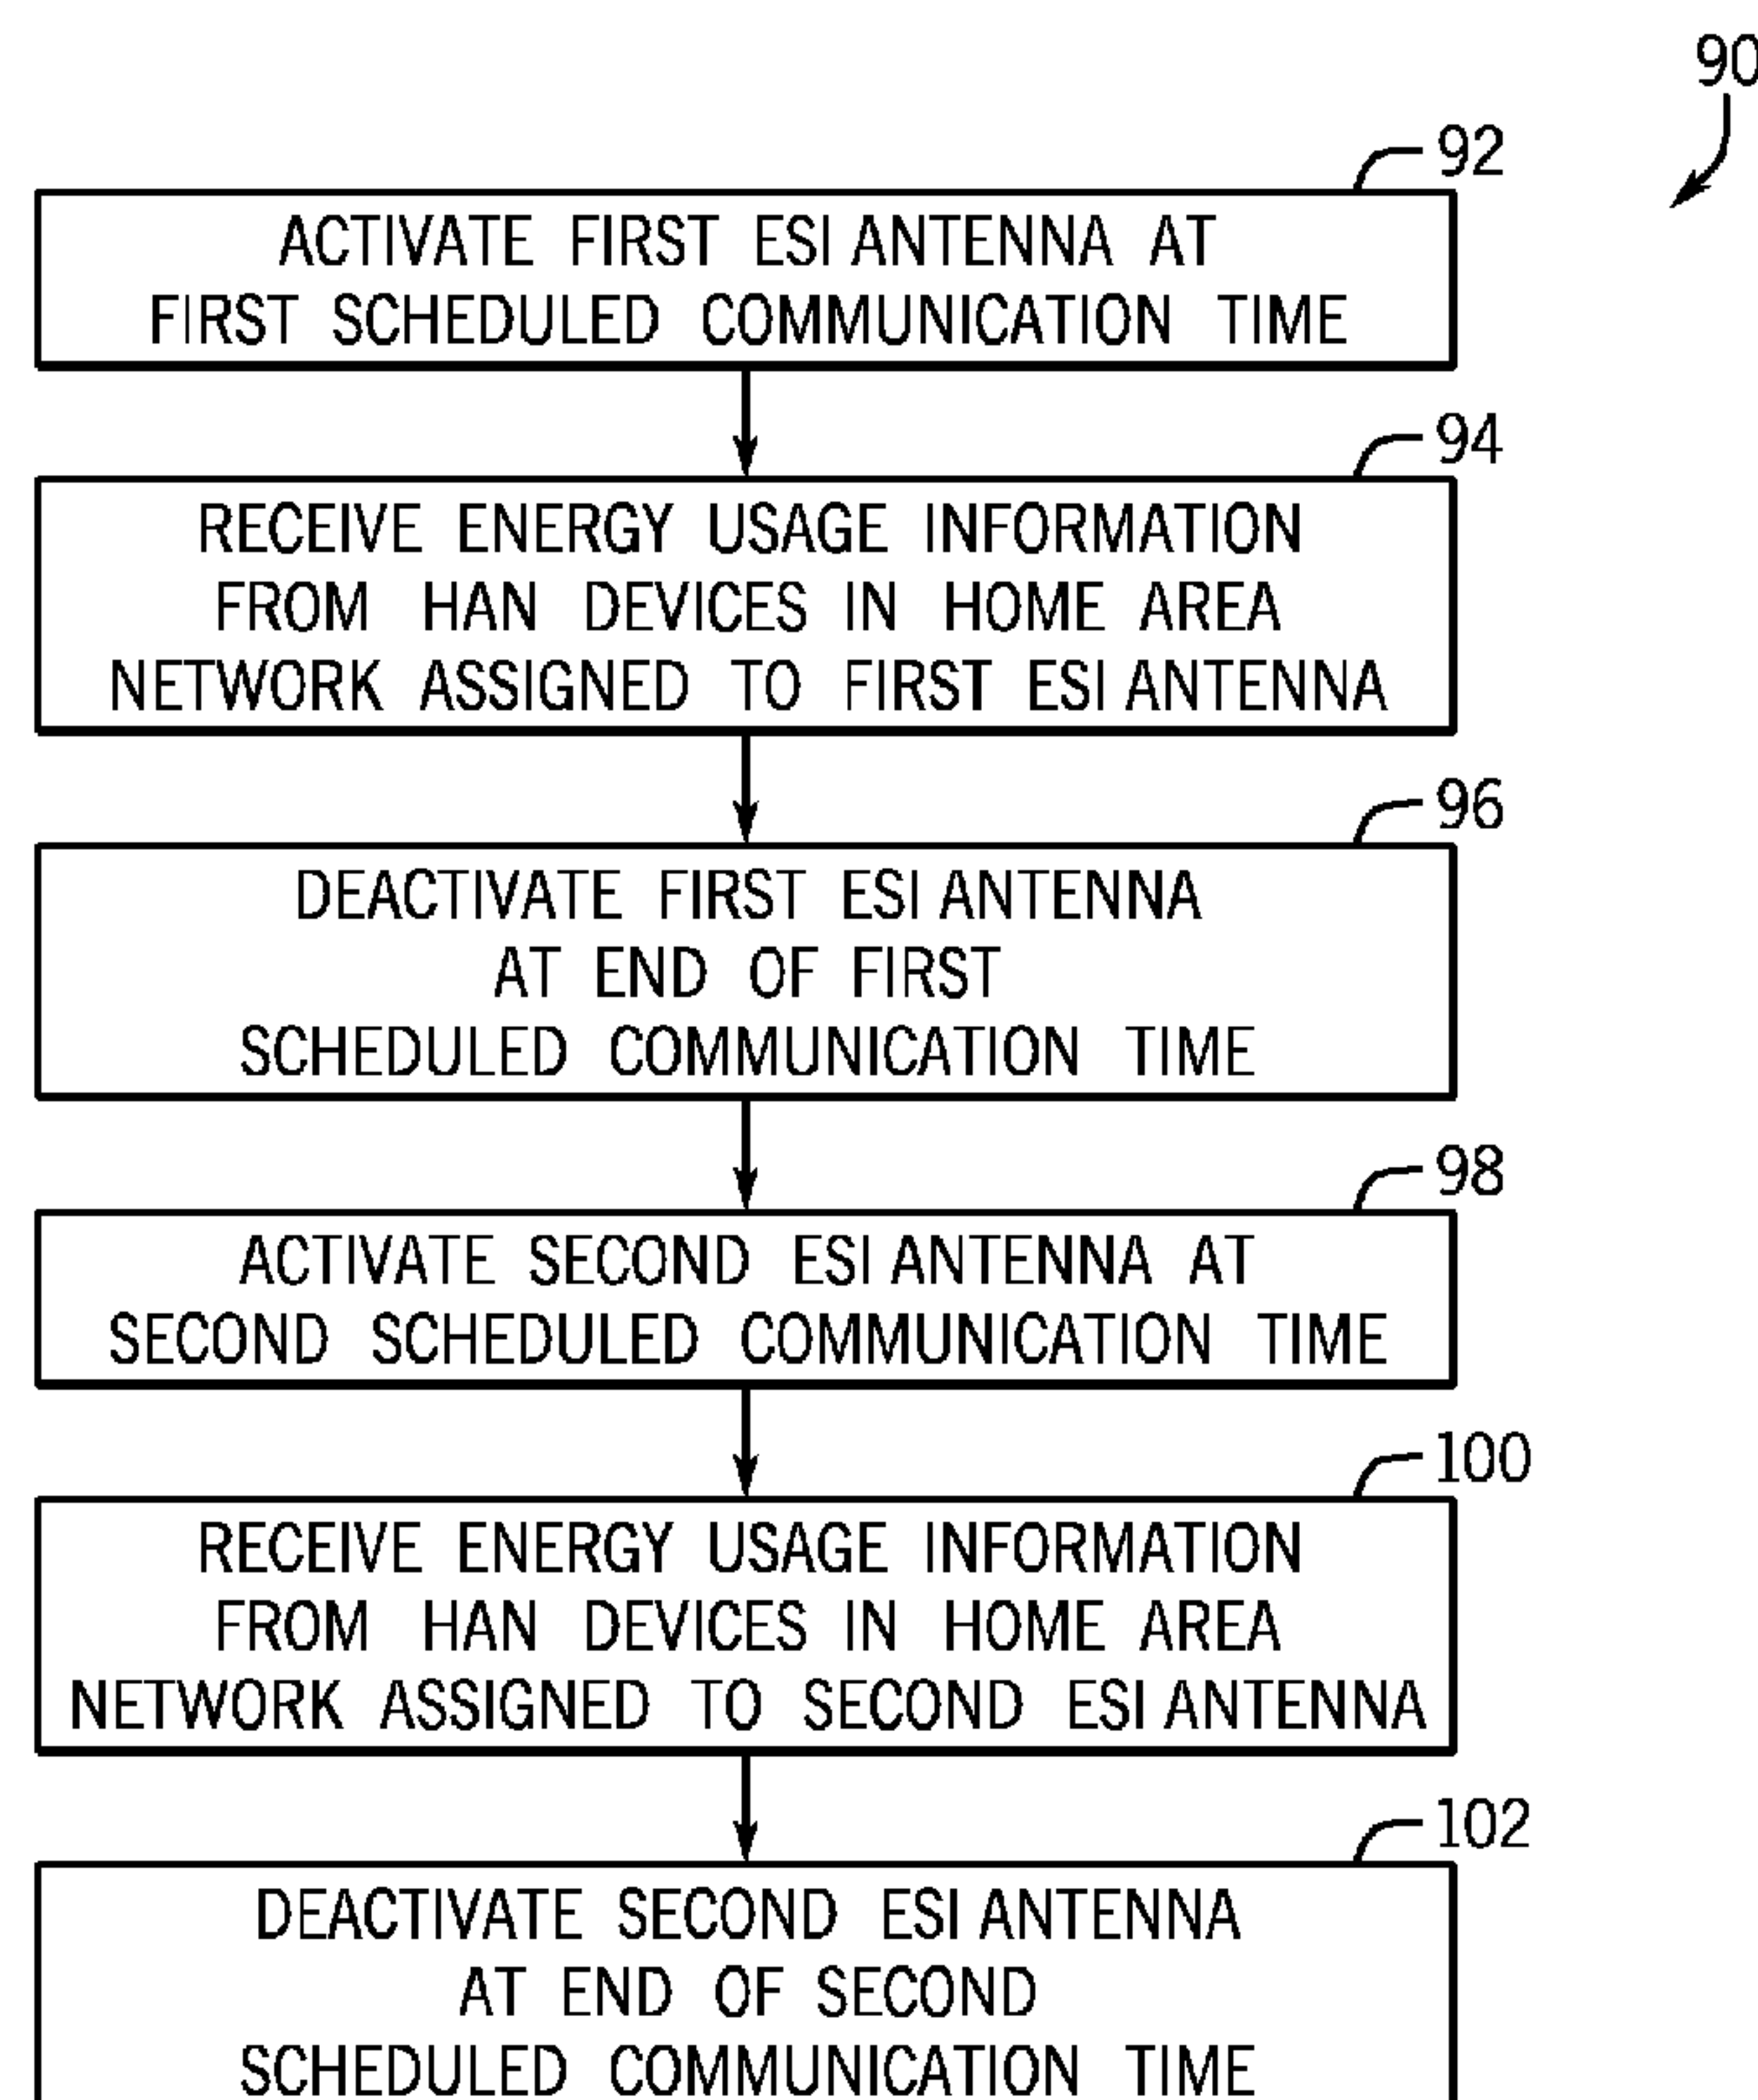 90
92
ACTIVATE FIRST ESI ANTENNA AT
FIRST SCHEDULED COMMUNICATION TIME
94
RECEIVE ENERGY USAGE INFORMATION
FROM HAN DEVICES IN HOME AREA
NETWORK ASSIGNED TO FIRST ESI ANTENNA
96
DEACTIVATE FIRST ESI ANTENNA
AT END OF FIRST
SCHEDULED COMMUNICATION TIME
98
ACTIVATE SECOND ESI ANTENNA AT
SECOND SCHEDULED COMMUNICATION TIME
100
RECEIVE ENERGY USAGE INFORMATION
FROM HAN DEVICES IN HOME AREA
NETWORK ASSIGNED TO SECOND ESI ANTENNA
102
DEACTIVATE SECOND ESI ANTENNA
AT END OF SECOND
SCHEDULED COMMUNICATION TIME